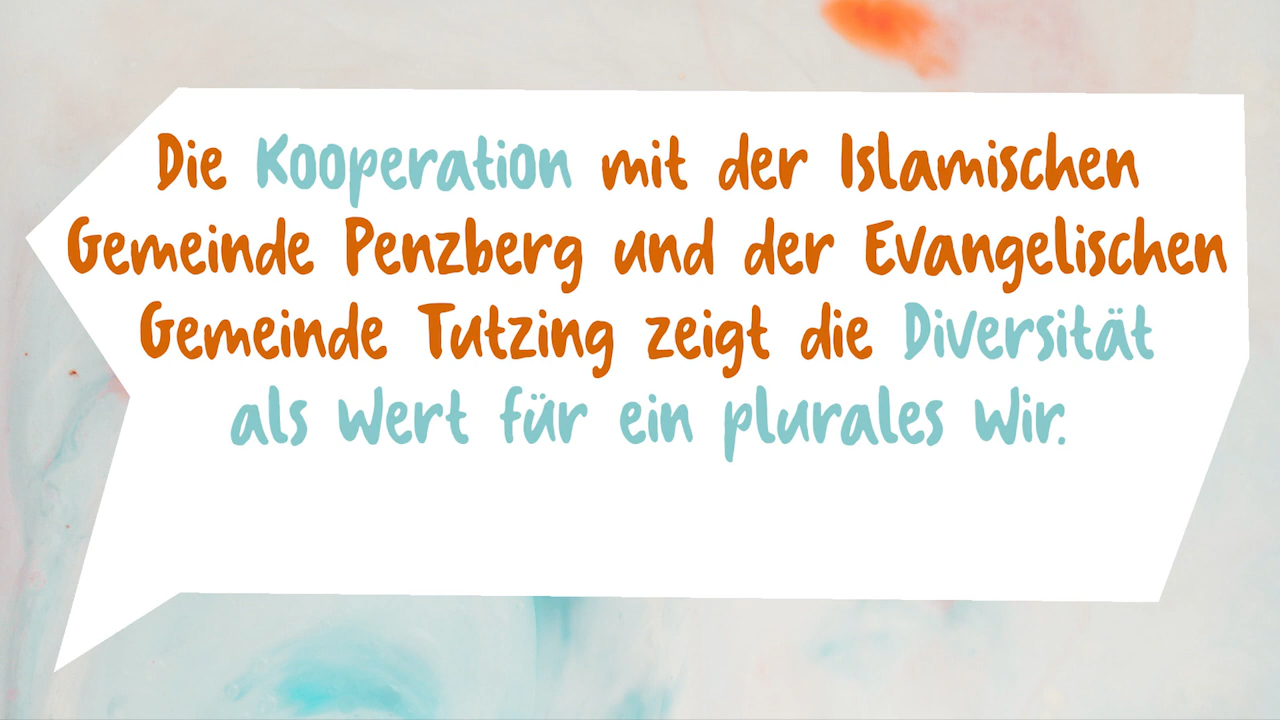 Die Kooperation mit der Islamischen
Gemeinde Penzberg und der Evangelischen
Gemeinde Tutzing zeigt die Diversität
als Wert für ein plurales Wir.